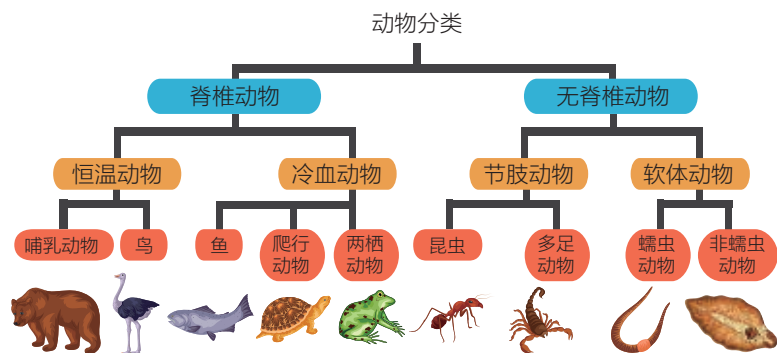 动物分类
脊椎动物
无脊椎动物
恒温动物
冷血动物
节肢动物
软体动物
哺乳动物
鸟
鱼
爬行
动物
两栖
动物
昆虫
多足
动物
蠕虫
动物
非蠕虫
动物